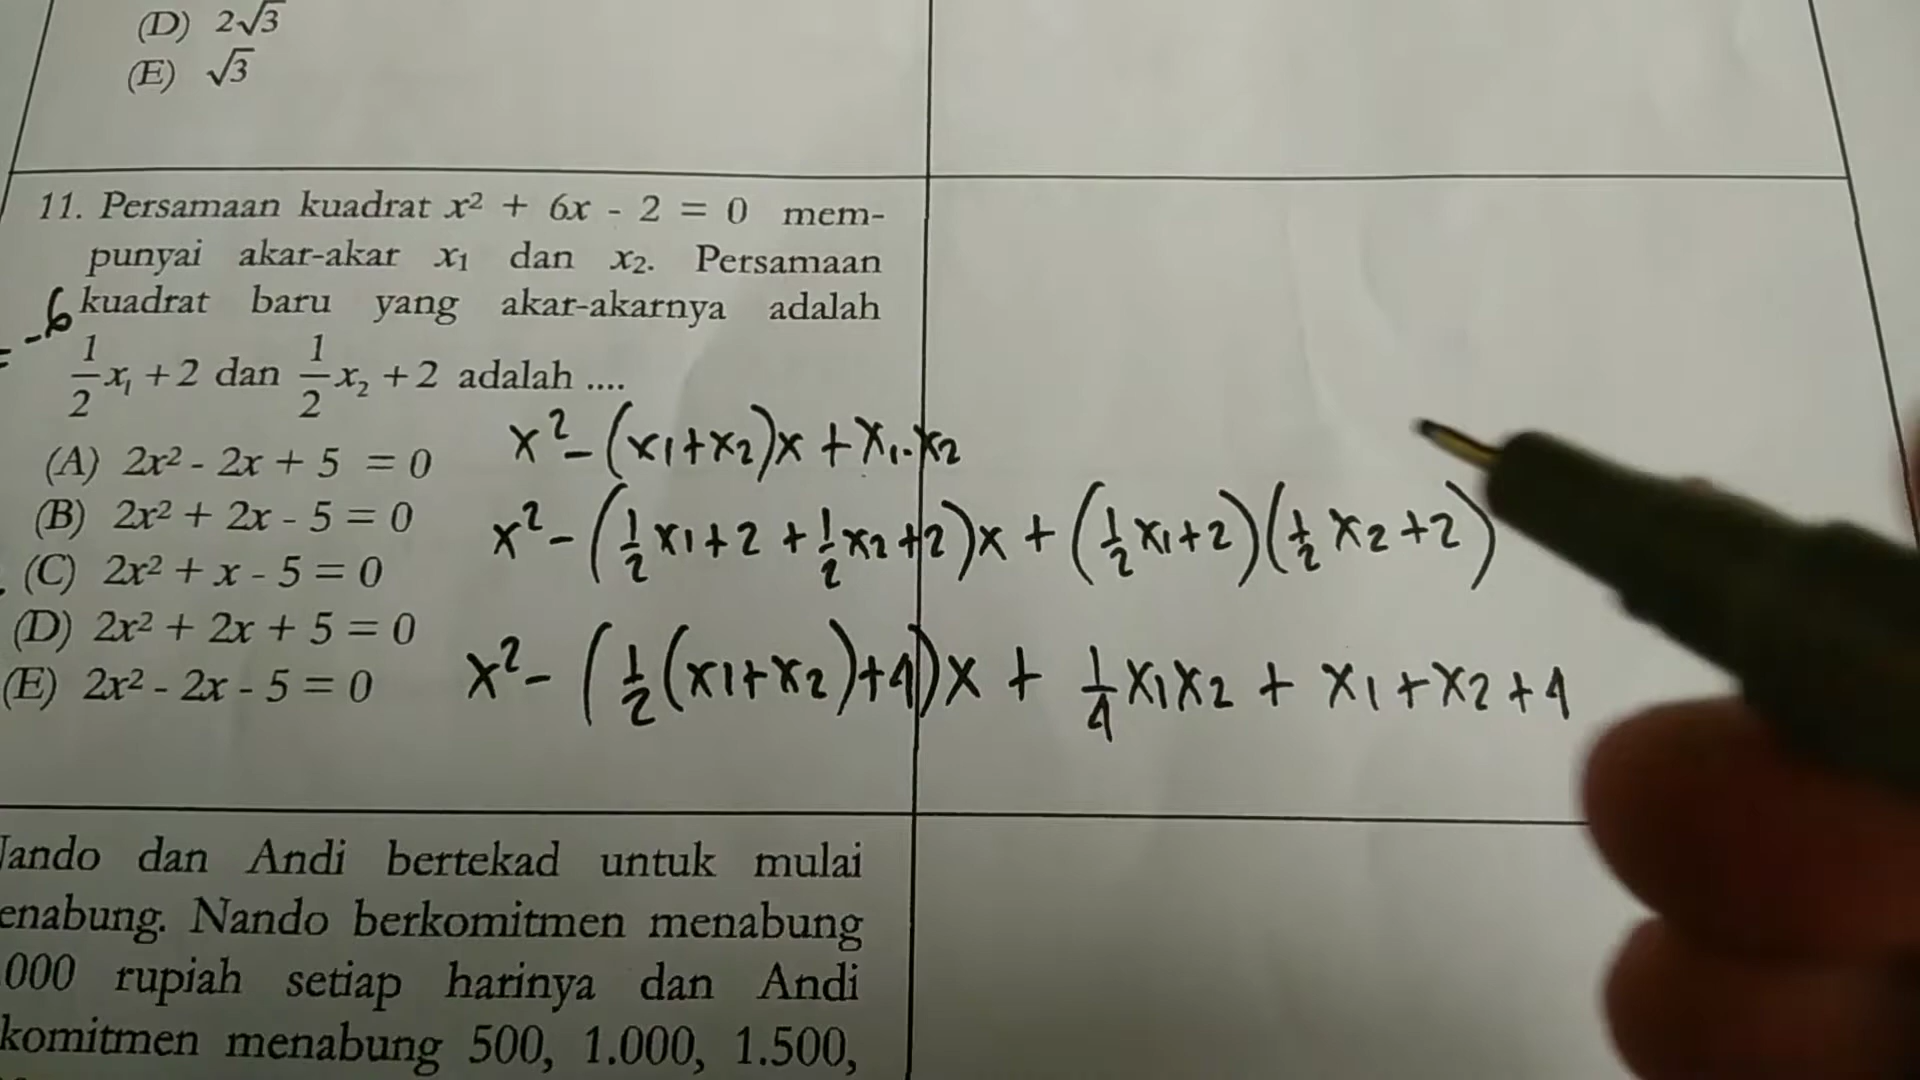 (D) 2√3
(E) √3
11. Persamaan kuadrat x² + 6x - 2 = 0 mem-
punyai akar-akar x₁ dan x₂. Persamaan
kuadrat baru yang akar-akarnya adalah
= -6
1/2 x₁ + 2 dan 1/2 x₂ + 2 adalah ....
(A) 2x² - 2x + 5 = 0
(B) 2x² + 2x - 5 = 0
(C) 2x² + x - 5 = 0
(D) 2x² + 2x + 5 = 0
(E) 2x² - 2x - 5 = 0
x² - (x₁+x₂)x + x₁.x₂
x² - (1/2 x₁+2 + 1/2 x₂+2)x + (1/2 x₁+2)(1/2 x₂+2)
x² - (1/2 (x₁+x₂)+4)x + 1/4 x₁x₂ + x₁+x₂+4
ando dan Andi bertekad untuk mulai
enabung. Nando berkomitmen menabung
000 rupiah setiap harinya dan Andi
komitmen menabung 500, 1.000, 1.500,